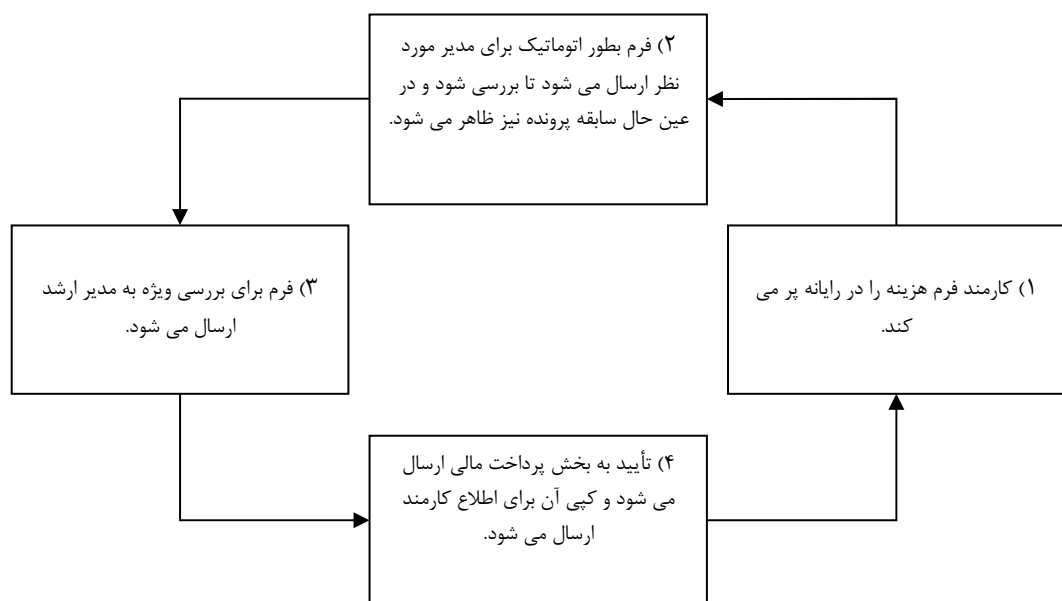 ۱) کارمند فرم هزینه را در رایانه پر می
کند.
۲) فرم بطور اتوماتیک برای مدیر مورد
نظر ارسال می شود تا بررسی شود و در
عین حال سابقه پرونده نیز ظاهر می شود.
۳) فرم برای بررسی ویژه به مدیر ارشد
ارسال می شود.
۴) تأیید به بخش پرداخت مالی ارسال
می شود و کپی آن برای اطلاع کارمند
ارسال می شود.